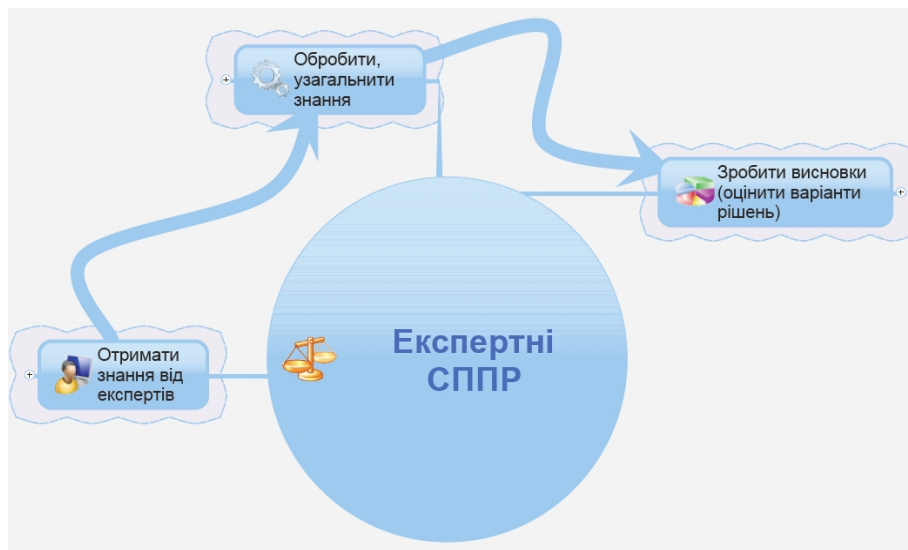 Обробити,
узагальнити
знання
Зробити висновки
(оцінити варіанти
рішень)
Експертні
СППР
Отримати
знання від
експертів